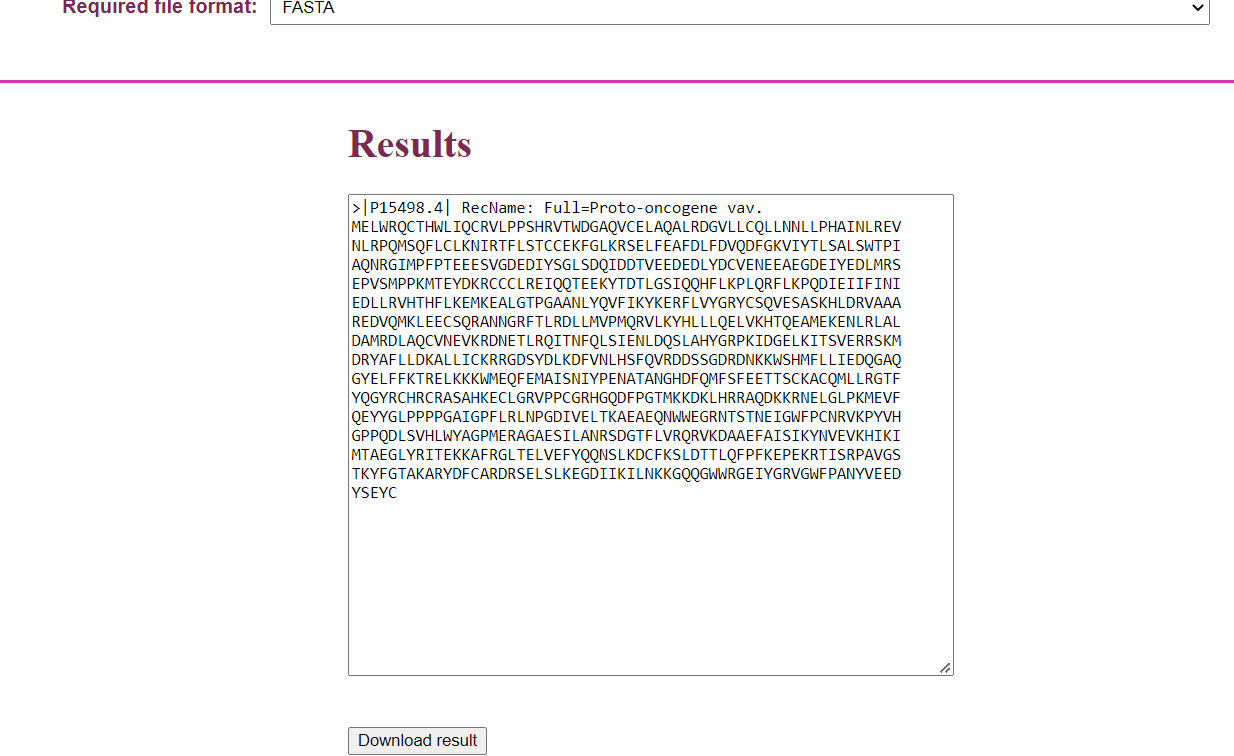 Required file format: FASTA
Results
>|P15498.4| RecName: Full=Proto-oncogene vav.
MELWRQCTHWLIQCRVLPPSHRVTWDGAQVCELAQALRDGVLLCQLLNNLLPHAINLREV
NLRPQMSQFLCLKNIRTFLSTCCEKFGLKRSELFEAFDLFDVQDFGKVIYTLSALSWTPI
AQNRGIMPFPTEEESVGDEDIYSGLSDQIDDTVEEDEDLYDCVENEEAEGDEIYEDLMRS
EPVSMPPKMTEYDKRCCCLREIQQTEEKYTDTLGSIQQHFLKPLQRFLKPQDIEIIFINI
EDLLRVHTHFLKEMKEALGTPGAANLYQVFIKYKERFLVYGRYCSQVESASKHLDRVAAA
REDVQMKLEECSQRANNGRFTLRDLLMVPMQRVLKYHLLLQELVKHTQEAMEKENLRLAL
DAMRDLAQCVNEVKRDNETLRQITNFQLSIENLDQSLAHYGRPKIDGELKITSVERRSKM
DRYAFLLDKALLICKRRGDSYDLKDFVNLHSFQVRDDSSGDRDNKKWSHMFLLIEDQGAQ
GYELFFKTRELKKKWMEQFEMAISNIYPENATANGHDFQMFSFEETTSCKACQMLLRGTF
YQGYRCHRCRASAHKECLGRVPPCGRHGQDFPGTMKKDKLHRRAQDKKRNELGLPKMEVF
QEYYGLPPPPGAIGPFLRLNPGDIVELTKAEAEQNWWEGRNTSTNEIGWFPCNRVKPYVH
GPPQDLSVHLWYAGPMERAGAESILANRSDGTFLVRQRVKDAAEFAISIKYNVEVKHIKI
MTAEGLYRITEKKAFRGLTELVEFYQQNSLKDCFKSLDTTLQFPFKEPEKRTISRPAVGS
TKYFGTAKARYDFCARDRSELSLKEGDIIKILNKKGQQGWWRGEIYGRVGWFPANYVEED
YSEYC
Download result